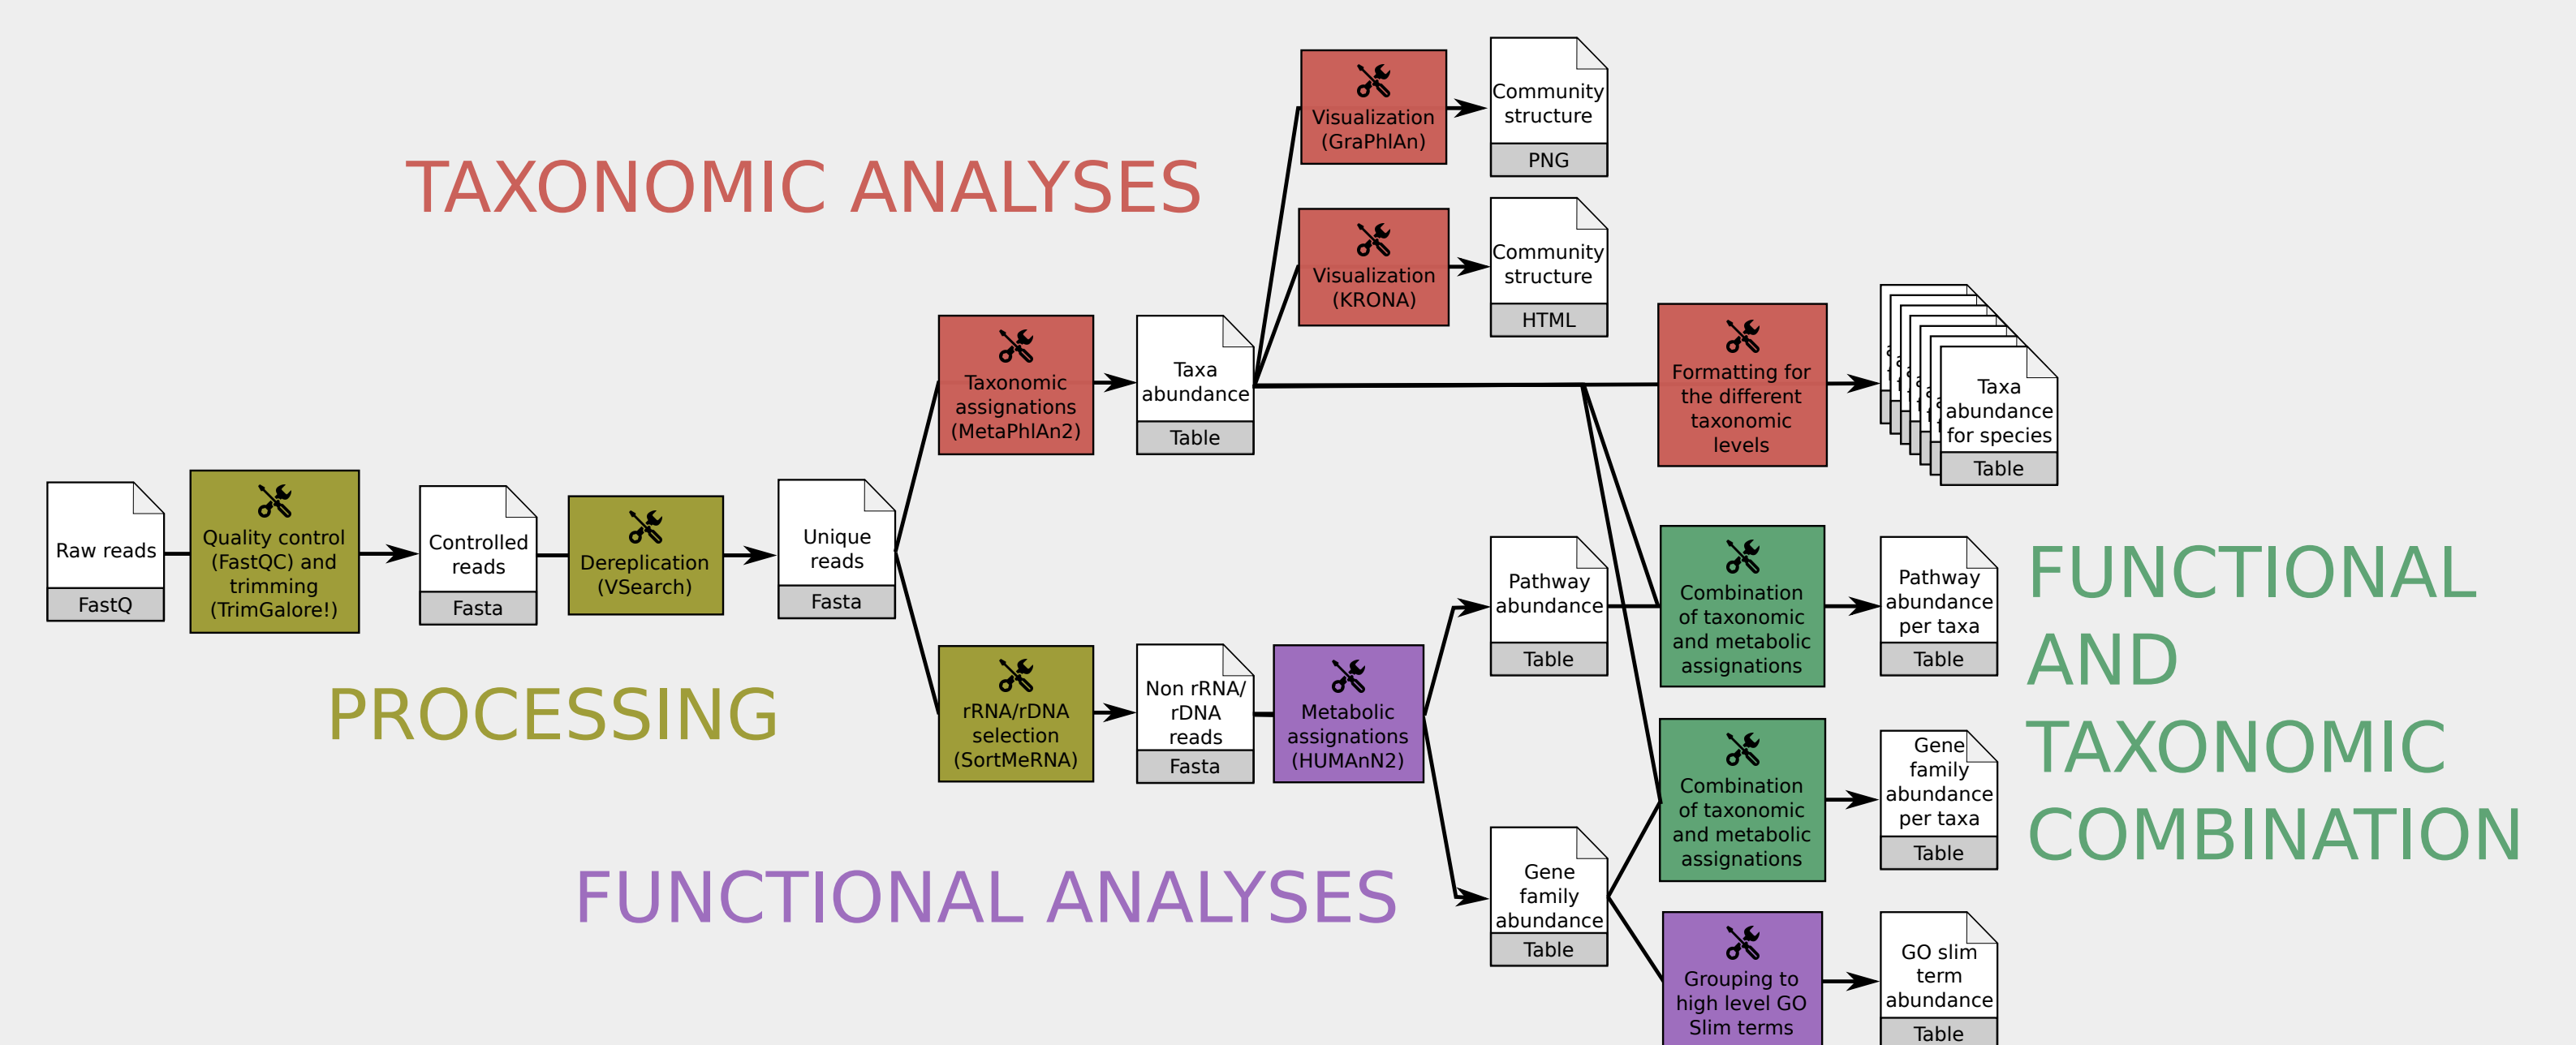 TAXONOMIC ANALYSES
Visualization
(GraPhlAn)
Community
structure
PNG
Visualization
(KRONA)
Community
structure
HTML
Taxonomic
assignations
(MetaPhlAn2)
Taxa
abundance
Table
Formatting for
the different
taxonomic
levels
Taxa
abundance
for species
Table
Raw reads
FastQ
Quality control
(FastQC) and
trimming
(TrimGalore!)
Controlled
reads
Fasta
Dereplication
(VSearch)
Unique
reads
Fasta
PROCESSING
rRNA/rDNA
selection
(SortMeRNA)
Non rRNA/
rDNA
reads
Fasta
Metabolic
assignations
(HUMAnN2)
Pathway
abundance
Table
Combination
of taxonomic
and metabolic
assignations
Pathway
abundance
per taxa
Table
FUNCTIONAL
AND
TAXONOMIC
COMBINATION
Combination
of taxonomic
and metabolic
assignations
Gene
family
abundance
per taxa
Table
FUNCTIONAL ANALYSES
Gene
family
abundance
Table
Grouping to
high level GO
Slim terms
GO slim
term
abundance
Table